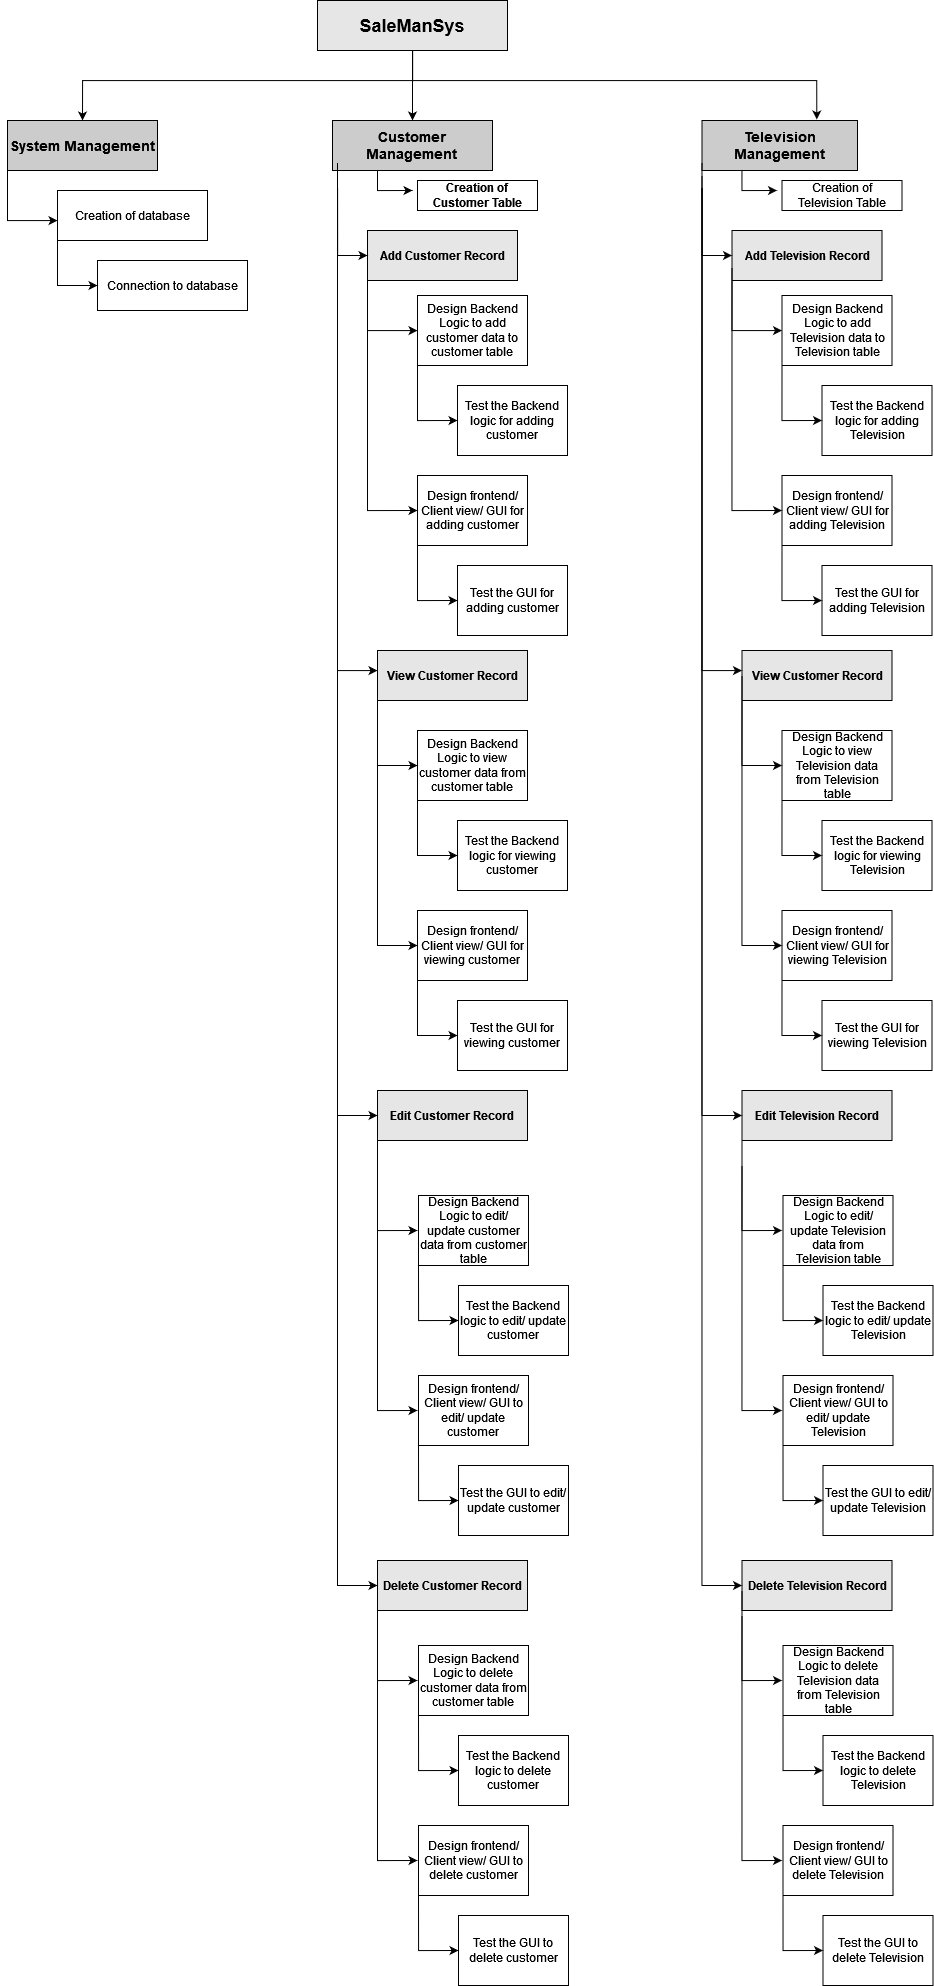 SaleManSys
System Management
Creation of database
Connection to database
Customer
Management
Creation of
Customer Table
Add Customer Record
Design Backend
Logic to add
customer data to
customer table
Test the Backend
logic for adding
customer
Design frontend/
Client view/ GUI for
adding customer
Test the GUI for
adding customer
View Customer Record
Design Backend
Logic to view
customer data from
customer table
Test the Backend
logic for viewing
customer
Design frontend/
Client view/ GUI for
viewing customer
Test the GUI for
viewing customer
Edit Customer Record
Design Backend
Logic to edit/
update customer
data from customer
table
Test the Backend
logic to edit/ update
customer
Design frontend/
Client view/ GUI to
edit/ update
customer
Test the GUI to edit/
update customer
Delete Customer Record
Design Backend
Logic to delete
customer data from
customer table
Test the Backend
logic to delete
customer
Design frontend/
Client view/ GUI to
delete customer
Test the GUI to
delete customer
Television
Management
Creation of
Television Table
Add Television Record
Design Backend
Logic to add
Television data to
Television table
Test the Backend
logic for adding
Television
Design frontend/
Client view/ GUI for
adding Television
Test the GUI for
adding Television
View Customer Record
Design Backend
Logic to view
Television data
from Television
table
Test the Backend
logic for viewing
Television
Design frontend/
Client view/ GUI for
viewing Television
Test the GUI for
viewing Television
Edit Television Record
Design Backend
Logic to edit/
update Television
data from
Television table
Test the Backend
logic to edit/ update
Television
Design frontend/
Client view/ GUI to
edit/ update
Television
Test the GUI to edit/
update Television
Delete Television Record
Design Backend
Logic to delete
Television data
from Television
table
Test the Backend
logic to delete
Television
Design frontend/
Client view/ GUI to
delete Television
Test the GUI to
delete Television